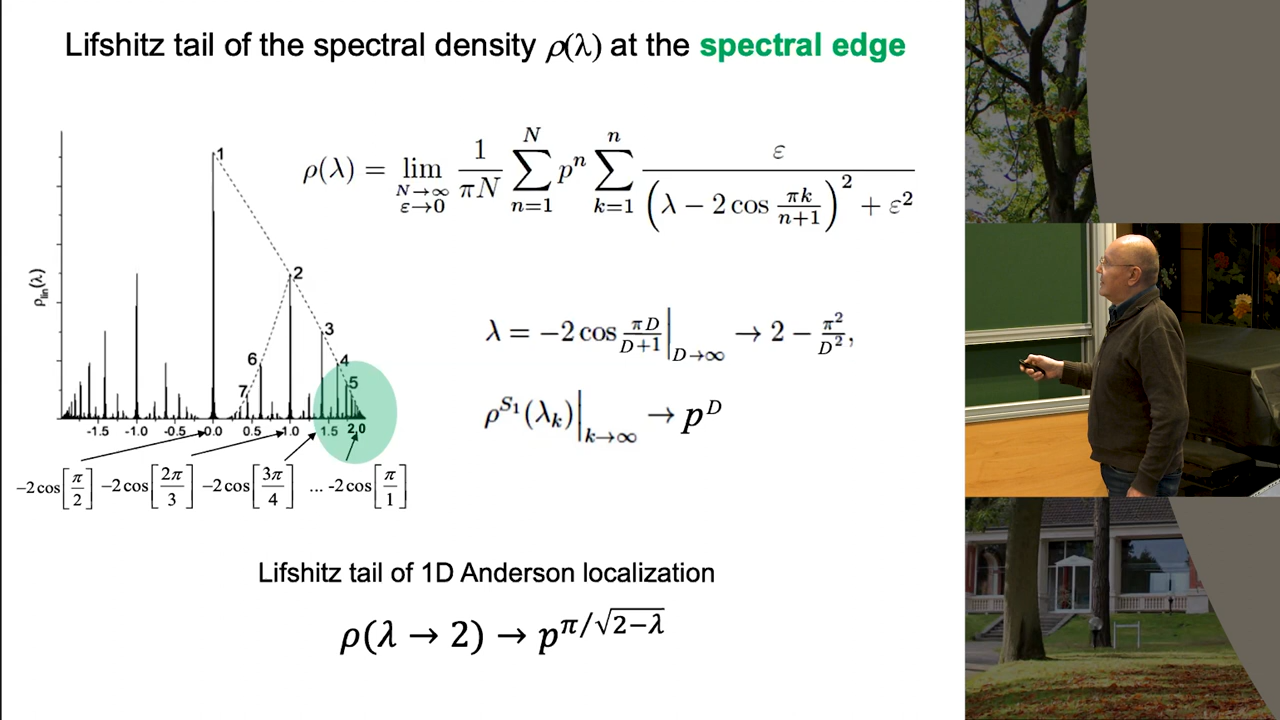 Lifshitz tail of the spectral density ρ(λ) at the spectral edge
ρ(λ) = lim_{N→∞, ε→0} 1/(πN) ∑_{n=1}^{N} pⁿ ∑_{k=1}^{n} ε / ((λ − 2 cos πk/(n+1))² + ε²)
ρ_lin(λ)
1
2
3
4
5
6
7
-1.5 -1.0 -0.5 0.0 0.5 1.0 1.5 2.0
−2cos[π/2] −2cos[2π/3] −2cos[3π/4] ... -2cos[π/1]
λ = −2 cos πD/(D+1) |_{D→∞} → 2 − π²/D²,
ρ^{S₁}(λ_k)|_{k→∞} → p^D
Lifshitz tail of 1D Anderson localization
ρ(λ → 2) → p^{π/√(2−λ)}